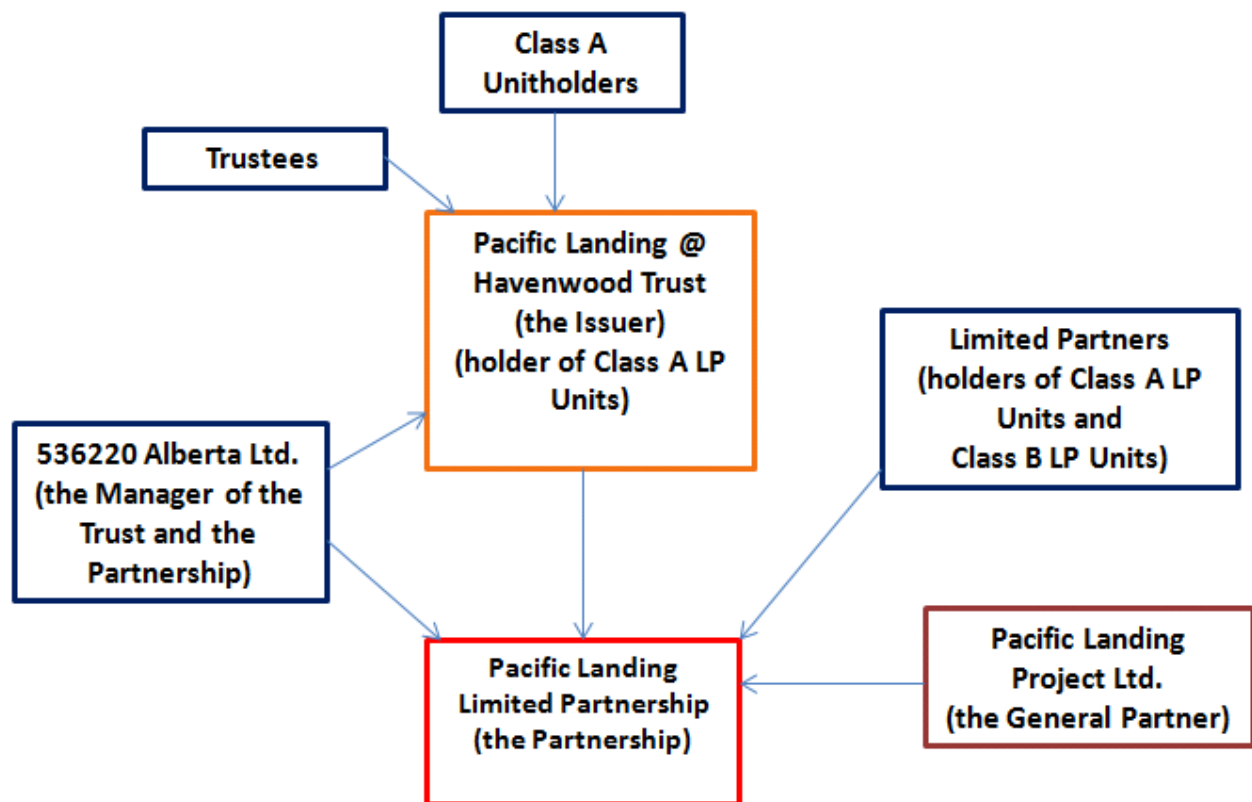 Class A
Unitholders
Trustees
Pacific Landing @
Havenwood Trust
(the Issuer)
(holder of Class A LP
Units)
Limited Partners
(holders of Class A LP
Units and
Class B LP Units)
536220 Alberta Ltd.
(the Manager of the
Trust and the
Partnership)
Pacific Landing
Limited Partnership
(the Partnership)
Pacific Landing
Project Ltd.
(the General Partner)